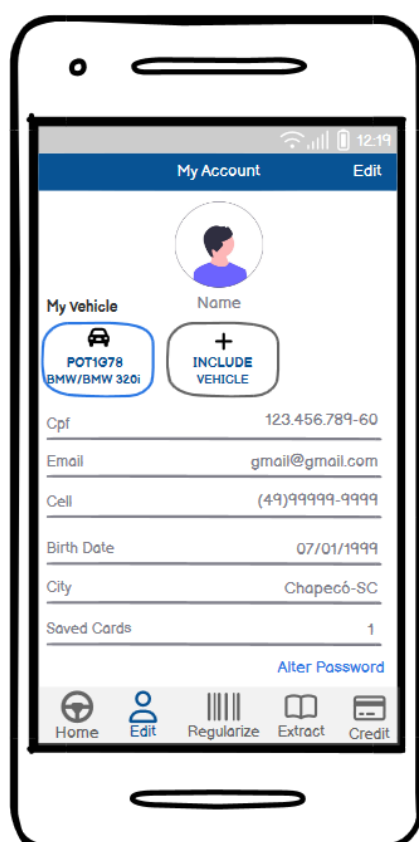 12:19
My Account Edit
Name
My Vehicle
POT1G78
BMW/BMW 320i
INCLUDE
VEHICLE
Cpf 123.456.789-60
Email gmail@gmail.com
Cell (49)99999-9999
Birth Date 07/01/1999
City Chapecó-SC
Saved Cards 1
Alter Password
Home Edit Regularize Extract Credit